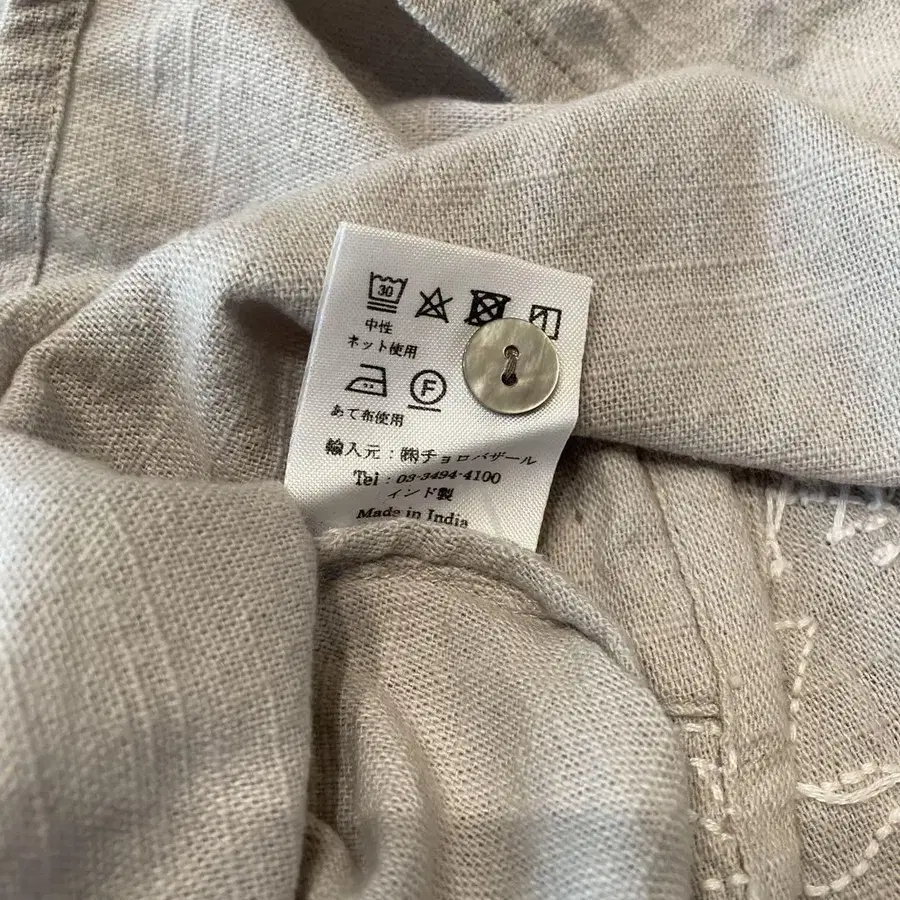 30
中性
ネット使用
F
あて布使用
輸入元：㈱チョロバザール
Tel : 03-3494-4100
インド製
Made in India